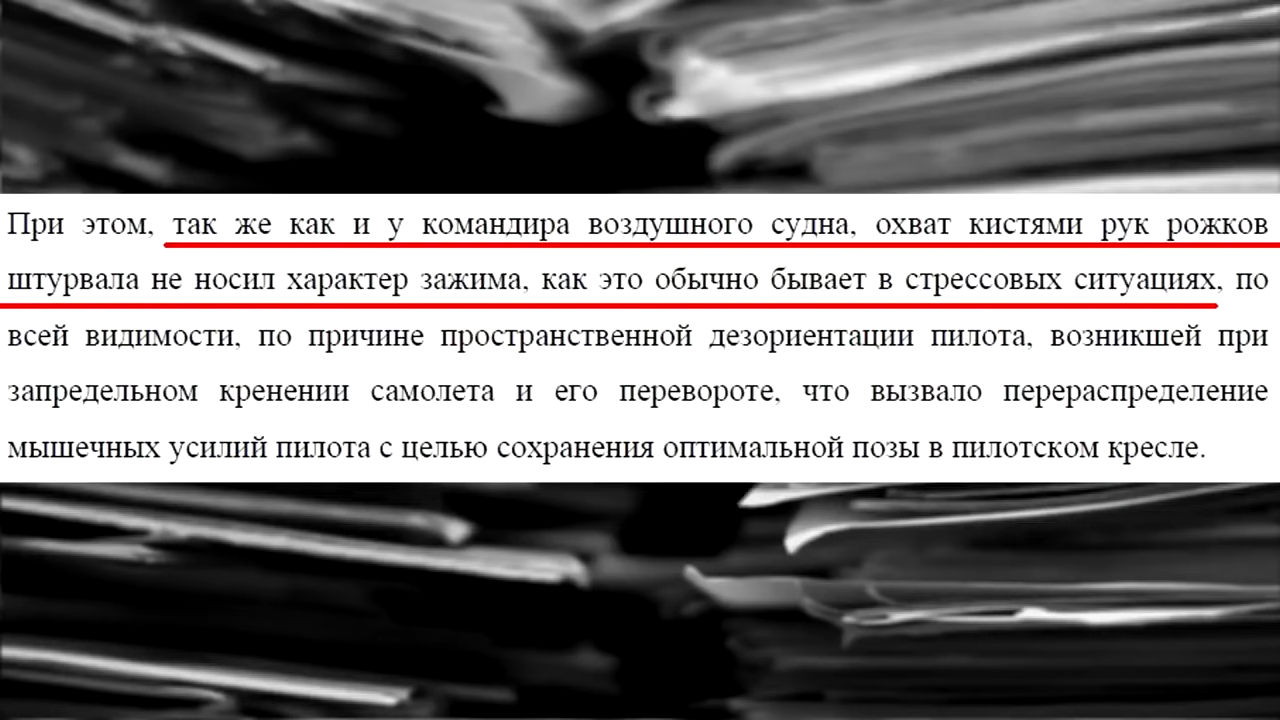 При этом, так же как и у командира воздушного судна, охват кистями рук рожков
штурвала не носил характер зажима, как это обычно бывает в стрессовых ситуациях, по
всей видимости, по причине пространственной дезориентации пилота, возникшей при
запредельном кренении самолета и его перевороте, что вызвало перераспределение
мышечных усилий пилота с целью сохранения оптимальной позы в пилотском кресле.